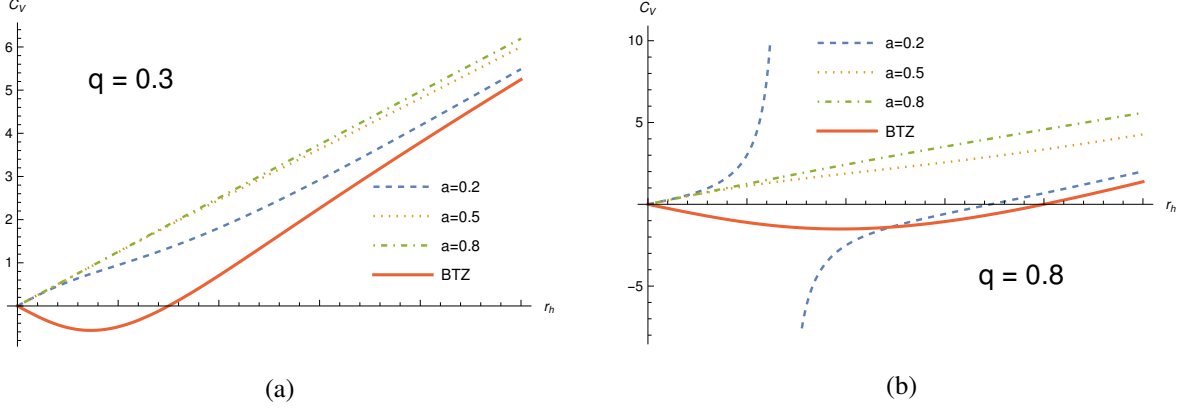 C_V
q = 0.3
6
5
4
3
2
1
a=0.2
a=0.5
a=0.8
BTZ
r_h
(a)
C_V
10
5
-5
a=0.2
a=0.5
a=0.8
BTZ
r_h
q = 0.8
(b)